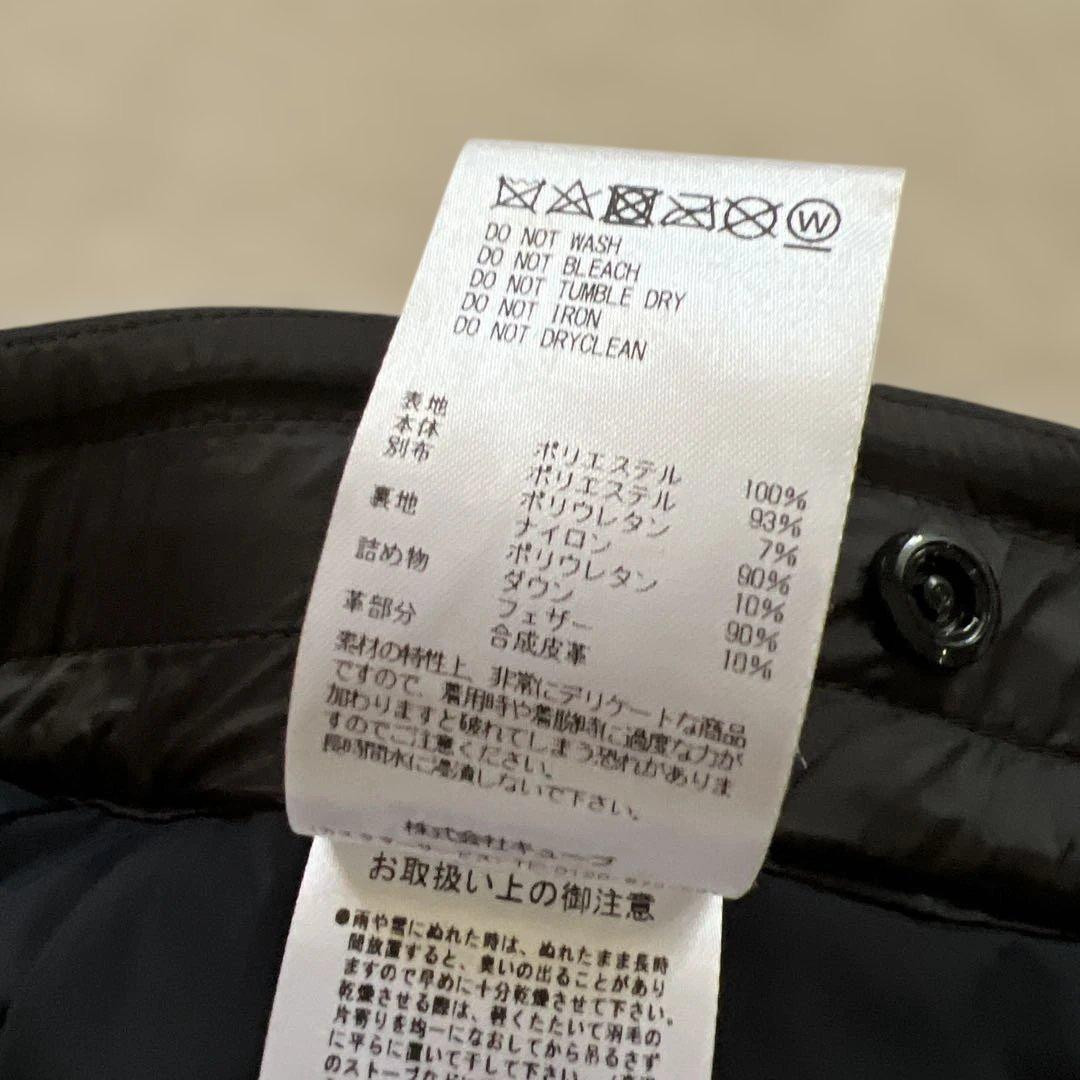 W
DO NOT WASH
DO NOT BLEACH
DO NOT TUMBLE DRY
DO NOT IRON
DO NOT DRYCLEAN
表地
本体 ポリエステル 100%
別布 ポリエステル 93%
ポリウレタン 7%
裏地 ナイロン 90%
ポリウレタン 10%
詰め物 ダウン 90%
フェザー 10%
革部分 合成皮革
素材の特性上、非常にデリケートな商品
ですので、着用時や着脱時に過度な力が
加わりますと破れてしまう恐れがありま
すのでご注意ください。
長時間水に浸漬しないで下さい。
株式会社キューブ
お取扱い上の御注意
●雨や雪にぬれた時は、ぬれたまま長時
間放置すると、臭いの出ることがあり
ますので早めに十分乾燥させて下さい。
乾燥させる際は、軽くたたいて羽毛の
片寄りを均一になおしてから吊るさず
に平らに置いて干して下さい。
のストーブなど